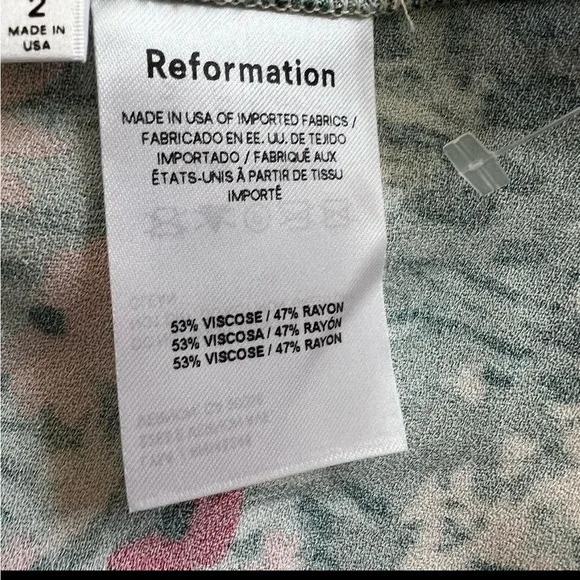 2
MADE IN
USA
Reformation
MADE IN USA OF IMPORTED FABRICS /
FABRICADO EN EE. UU. DE TEJIDO
IMPORTADO / FABRIQUÉ AUX
ÉTATS-UNIS À PARTIR DE TISSU
IMPORTÉ
53% VISCOSE / 47% RAYON
53% VISCOSA / 47% RAYÓN
53% VISCOSE / 47% RAYON